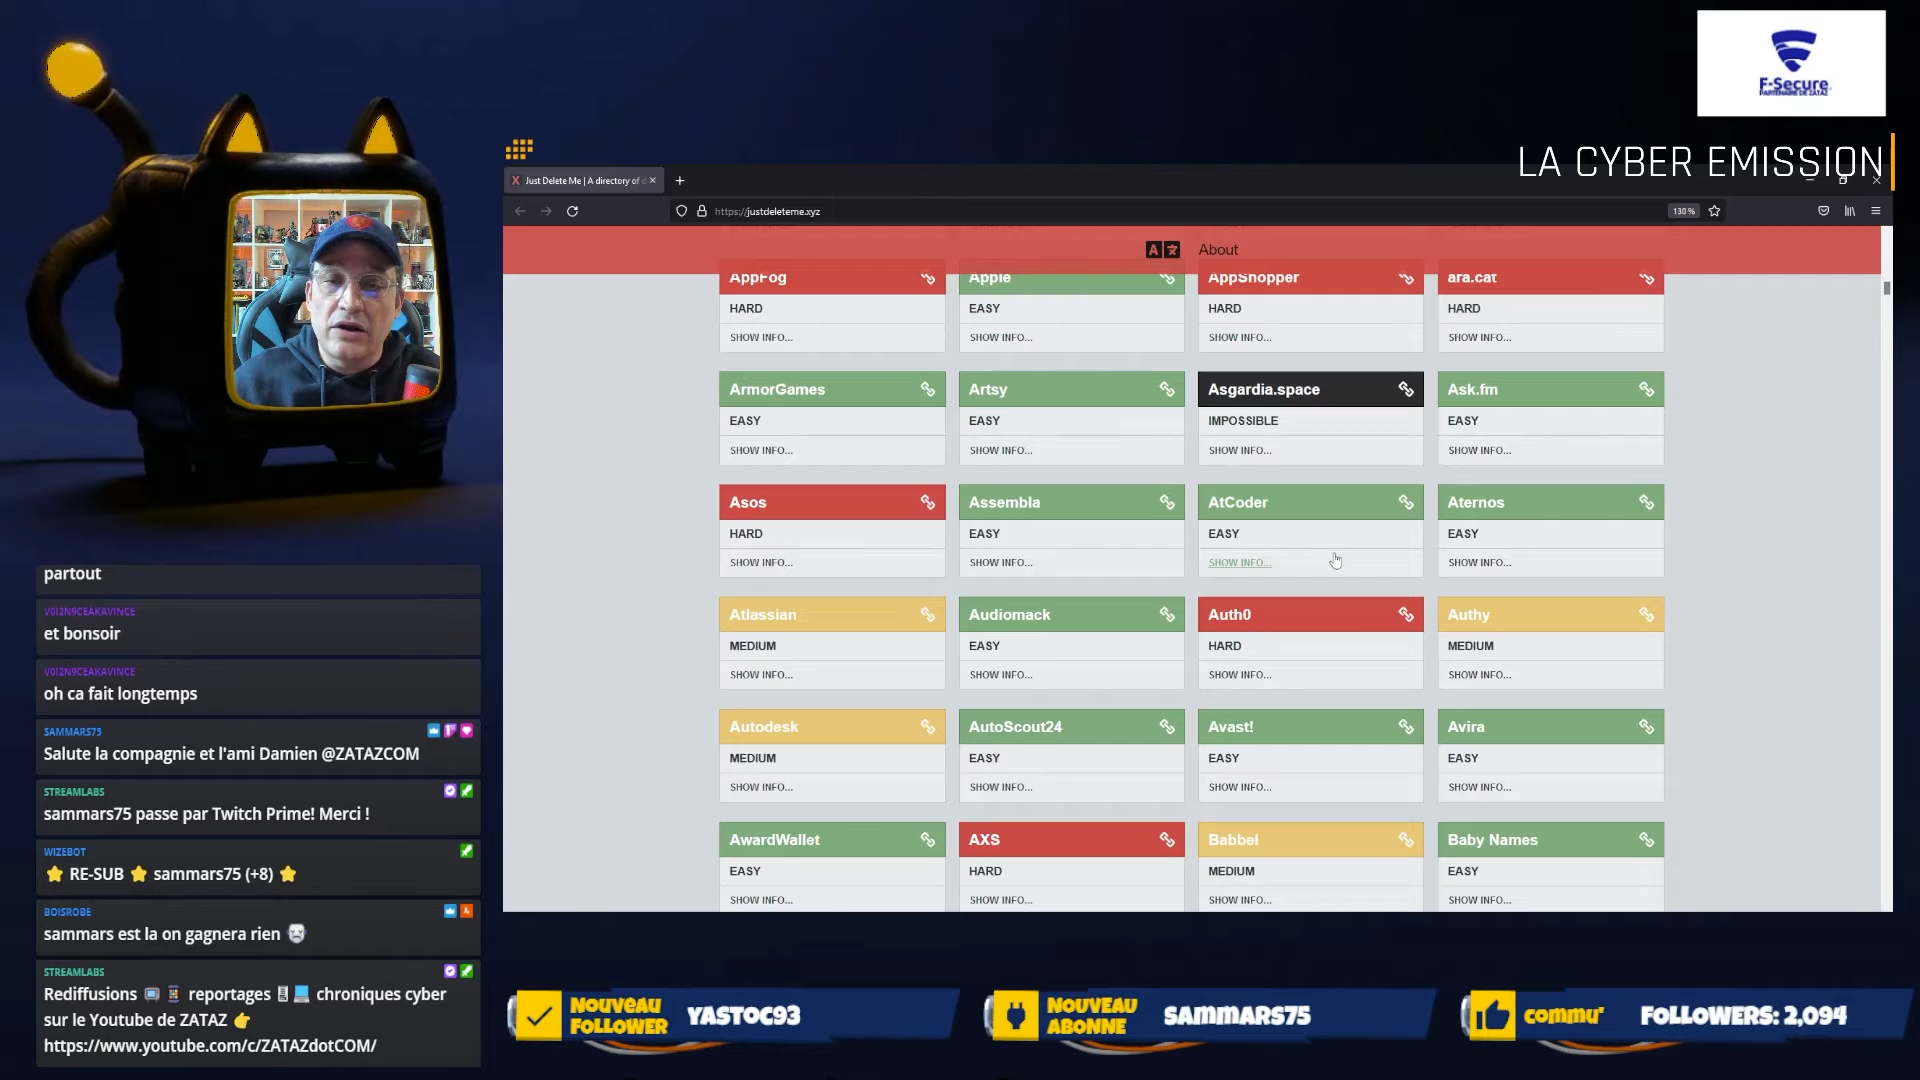 F-Secure
PARTENAIRE DE ZATAZ
LA CYBER EMISSION
Just Delete Me | A directory of
https://justdeleteme.xyz
130%
About
AppFog
Apple
AppShopper
ara.cat
HARD
EASY
HARD
HARD
SHOW INFO...
SHOW INFO...
SHOW INFO...
SHOW INFO...
ArmorGames
Artsy
Asgardia.space
Ask.fm
EASY
EASY
IMPOSSIBLE
EASY
SHOW INFO...
SHOW INFO...
SHOW INFO...
SHOW INFO...
Asos
Assembla
AtCoder
Aternos
HARD
EASY
EASY
EASY
SHOW INFO...
SHOW INFO...
SHOW INFO...
SHOW INFO...
Atlassian
Audiomack
Auth0
Authy
MEDIUM
EASY
HARD
MEDIUM
SHOW INFO...
SHOW INFO...
SHOW INFO...
SHOW INFO...
Autodesk
AutoScout24
Avast!
Avira
MEDIUM
EASY
EASY
EASY
SHOW INFO...
SHOW INFO...
SHOW INFO...
SHOW INFO...
AwardWallet
AXS
Babbel
Baby Names
EASY
HARD
MEDIUM
EASY
SHOW INFO...
SHOW INFO...
SHOW INFO...
SHOW INFO...
partout
V0I2N9CEAKAVINCE
et bonsoir
V0I2N9CEAKAVINCE
oh ca fait longtemps
SAMMARS75
Salute la compagnie et l'ami Damien @ZATAZCOM
STREAMLABS
sammars75 passe par Twitch Prime! Merci !
WIZEBOT
⭐ RE-SUB ⭐ sammars75 (+8) ⭐
BOISROBE
sammars est la on gagnera rien
STREAMLABS
Rediffusions reportages chroniques cyber
sur le Youtube de ZATAZ 👉
https://www.youtube.com/c/ZATAZdotCOM/
NOUVEAU
FOLLOWER
YASTOC93
NOUVEAU
ABONNE
SAMMARS75
commu'
FOLLOWERS: 2,094